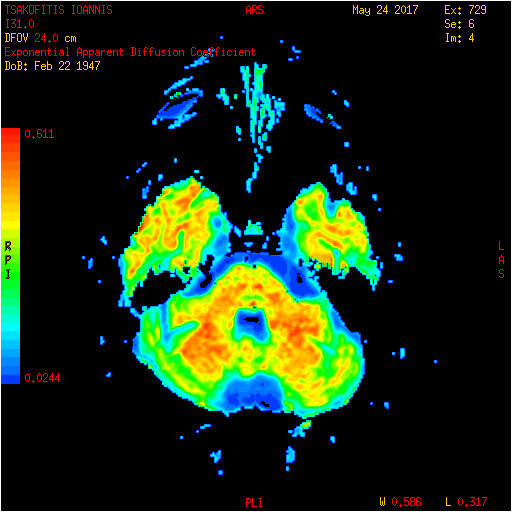 TSAKOFITIS IOANNIS
ARS
May 24 2017
Ex: 729
I31.0
Se: 6
DFOV 24.0 cm
Im: 4
Exponential Apparent Diffusion Coefficient
DoB: Feb 22 1947
0.611
R
P
I
L
A
S
0.0244
PLI
W 0.586
L 0.317